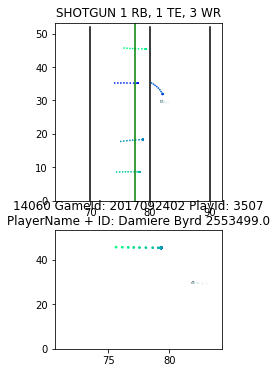 SHOTGUN 1 RB, 1 TE, 3 WR
50
40
30
20
10
0
70 80 90
14060 GameId: 2017092402 PlayId: 3507
PlayerName + ID: Damiere Byrd 2553499.0
40
20
0
75 80